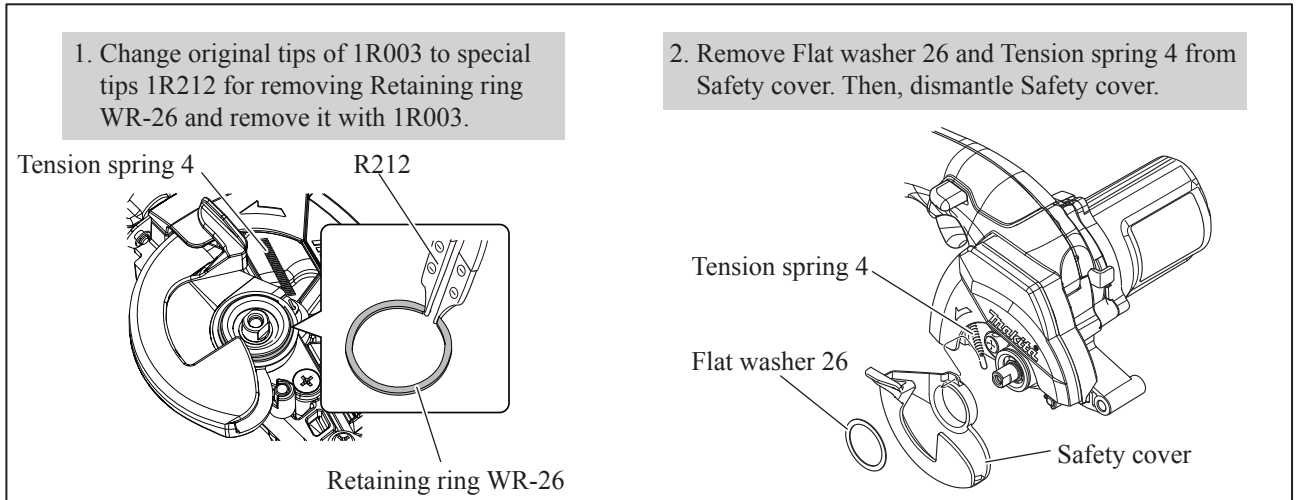 1. Change original tips of 1R003 to special
tips 1R212 for removing Retaining ring
WR-26 and remove it with 1R003.
Tension spring 4
R212
Retaining ring WR-26
2. Remove Flat washer 26 and Tension spring 4 from
Safety cover. Then, dismantle Safety cover.
Tension spring 4
makita
Flat washer 26
Safety cover